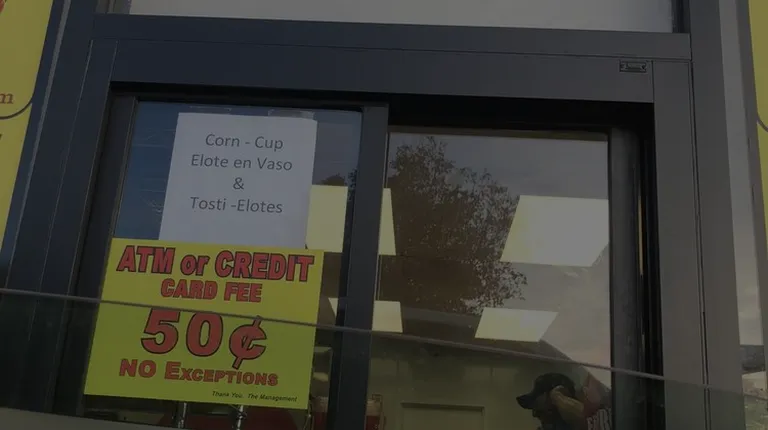 Corn - Cup
Elote en Vaso
&
Tosti -Elotes
ATM or CREDIT
CARD FEE
50¢
NO EXCEPTIONS
Thank You, The Management